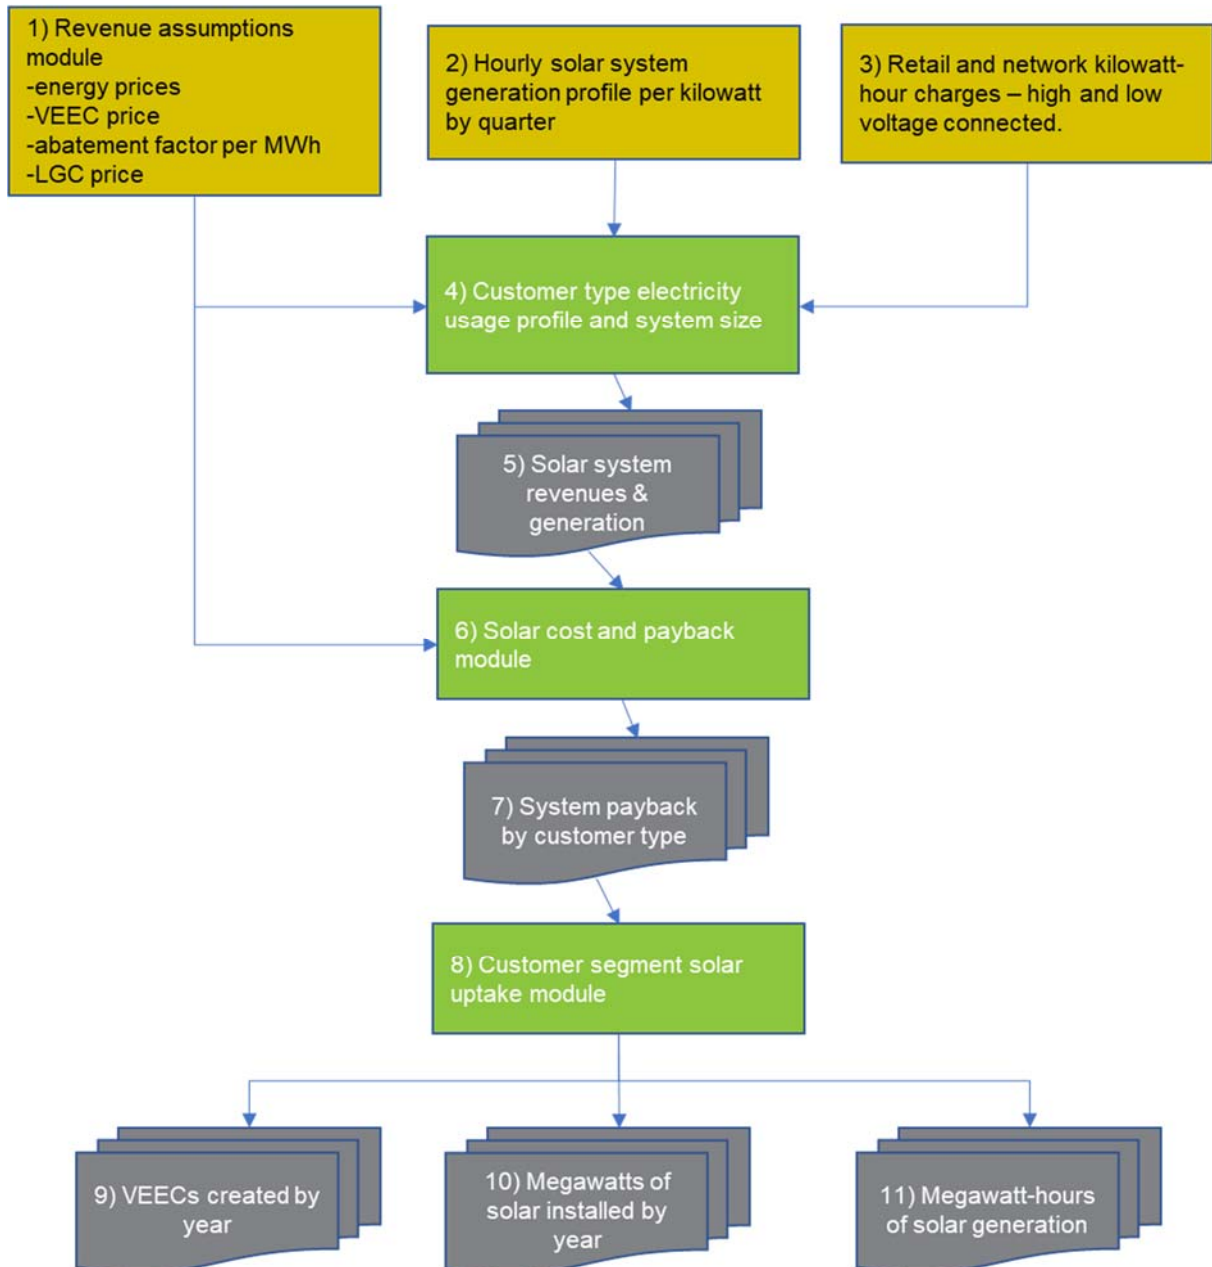 1) Revenue assumptions
module
-energy prices
-VEEC price
-abatement factor per MWh
-LGC price
2) Hourly solar system
generation profile per kilowatt
by quarter
3) Retail and network kilowatt-
hour charges – high and low
voltage connected.
4) Customer type electricity
usage profile and system size
5) Solar system
revenues &
generation
6) Solar cost and payback
module
7) System payback
by customer type
8) Customer segment solar
uptake module
9) VEECs created by
year
10) Megawatts of
solar installed by
year
11) Megawatt-hours
of solar generation